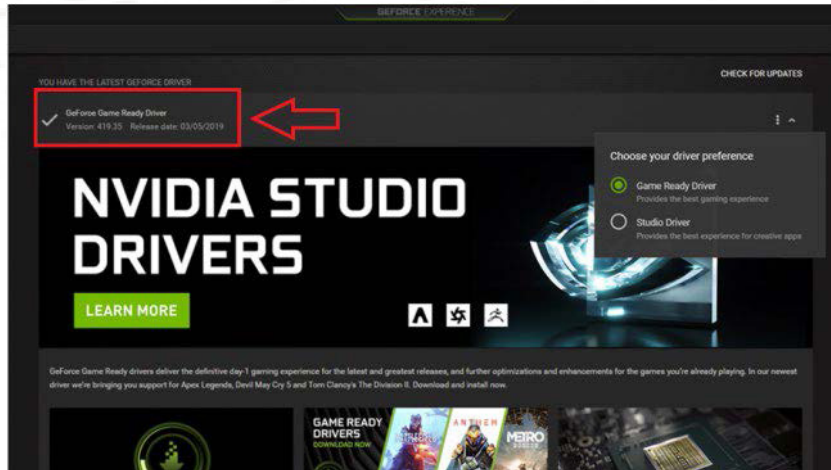 GEFORCE EXPERIENCE
YOU HAVE THE LATEST GEFORCE DRIVER
CHECK FOR UPDATES
GeForce Game Ready Driver
Version: 419.35 Release date: 03/05/2019
Choose your driver preference
Game Ready Driver
Provides the best gaming experience
Studio Driver
Provides the best experience for creative apps
NVIDIA STUDIO
DRIVERS
LEARN MORE
GeForce Game Ready drivers deliver the definitive day-1 gaming experience for the latest and greatest releases, and further optimizations and enhancements for the games you're already playing. In our newest
driver we're bringing you support for Apex Legends, Devil May Cry 5 and Tom Clancy's The Division II. Download and install now.
GAME READY
DRIVERS
DOWNLOAD NOW
ANTHEM
METRO